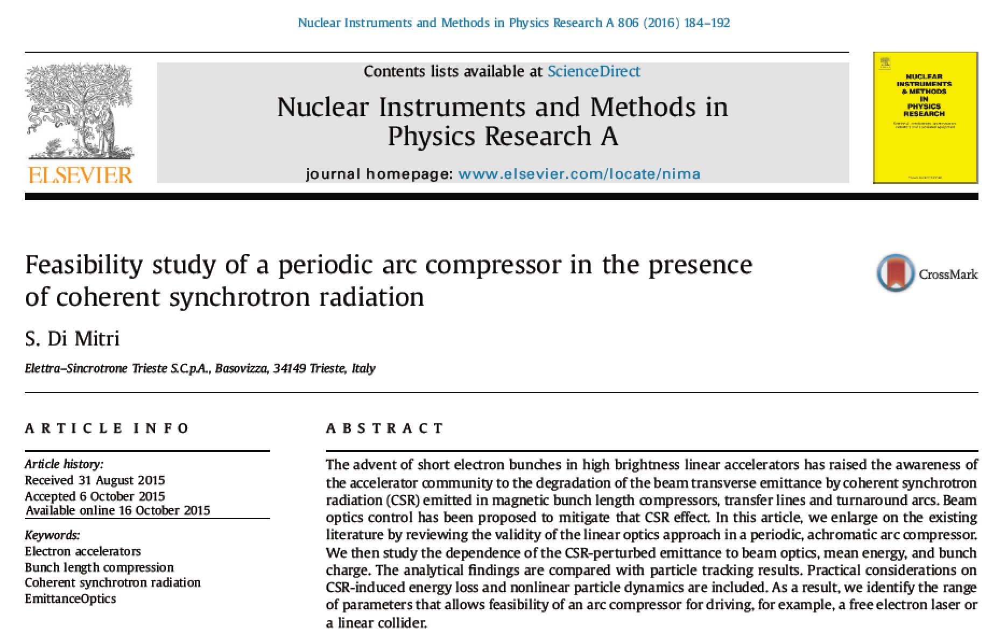 Nuclear Instruments and Methods in Physics Research A 806 (2016) 184–192
Contents lists available at ScienceDirect
Nuclear Instruments and Methods in
Physics Research A
journal homepage: www.elsevier.com/locate/nima
ELSEVIER
NUCLEAR
INSTRUMENTS
& METHODS
IN
PHYSICS
RESEARCH
Feasibility study of a periodic arc compressor in the presence
of coherent synchrotron radiation
CrossMark
S. Di Mitri
Elettra–Sincrotrone Trieste S.C.p.A., Basovizza, 34149 Trieste, Italy
ARTICLE INFO
Article history:
Received 31 August 2015
Accepted 6 October 2015
Available online 16 October 2015
Keywords:
Electron accelerators
Bunch length compression
Coherent synchrotron radiation
EmittanceOptics
ABSTRACT
The advent of short electron bunches in high brightness linear accelerators has raised the awareness of
the accelerator community to the degradation of the beam transverse emittance by coherent synchrotron
radiation (CSR) emitted in magnetic bunch length compressors, transfer lines and turnaround arcs. Beam
optics control has been proposed to mitigate that CSR effect. In this article, we enlarge on the existing
literature by reviewing the validity of the linear optics approach in a periodic, achromatic arc compressor.
We then study the dependence of the CSR-perturbed emittance to beam optics, mean energy, and bunch
charge. The analytical findings are compared with particle tracking results. Practical considerations on
CSR-induced energy loss and nonlinear particle dynamics are included. As a result, we identify the range
of parameters that allows feasibility of an arc compressor for driving, for example, a free electron laser or
a linear collider.